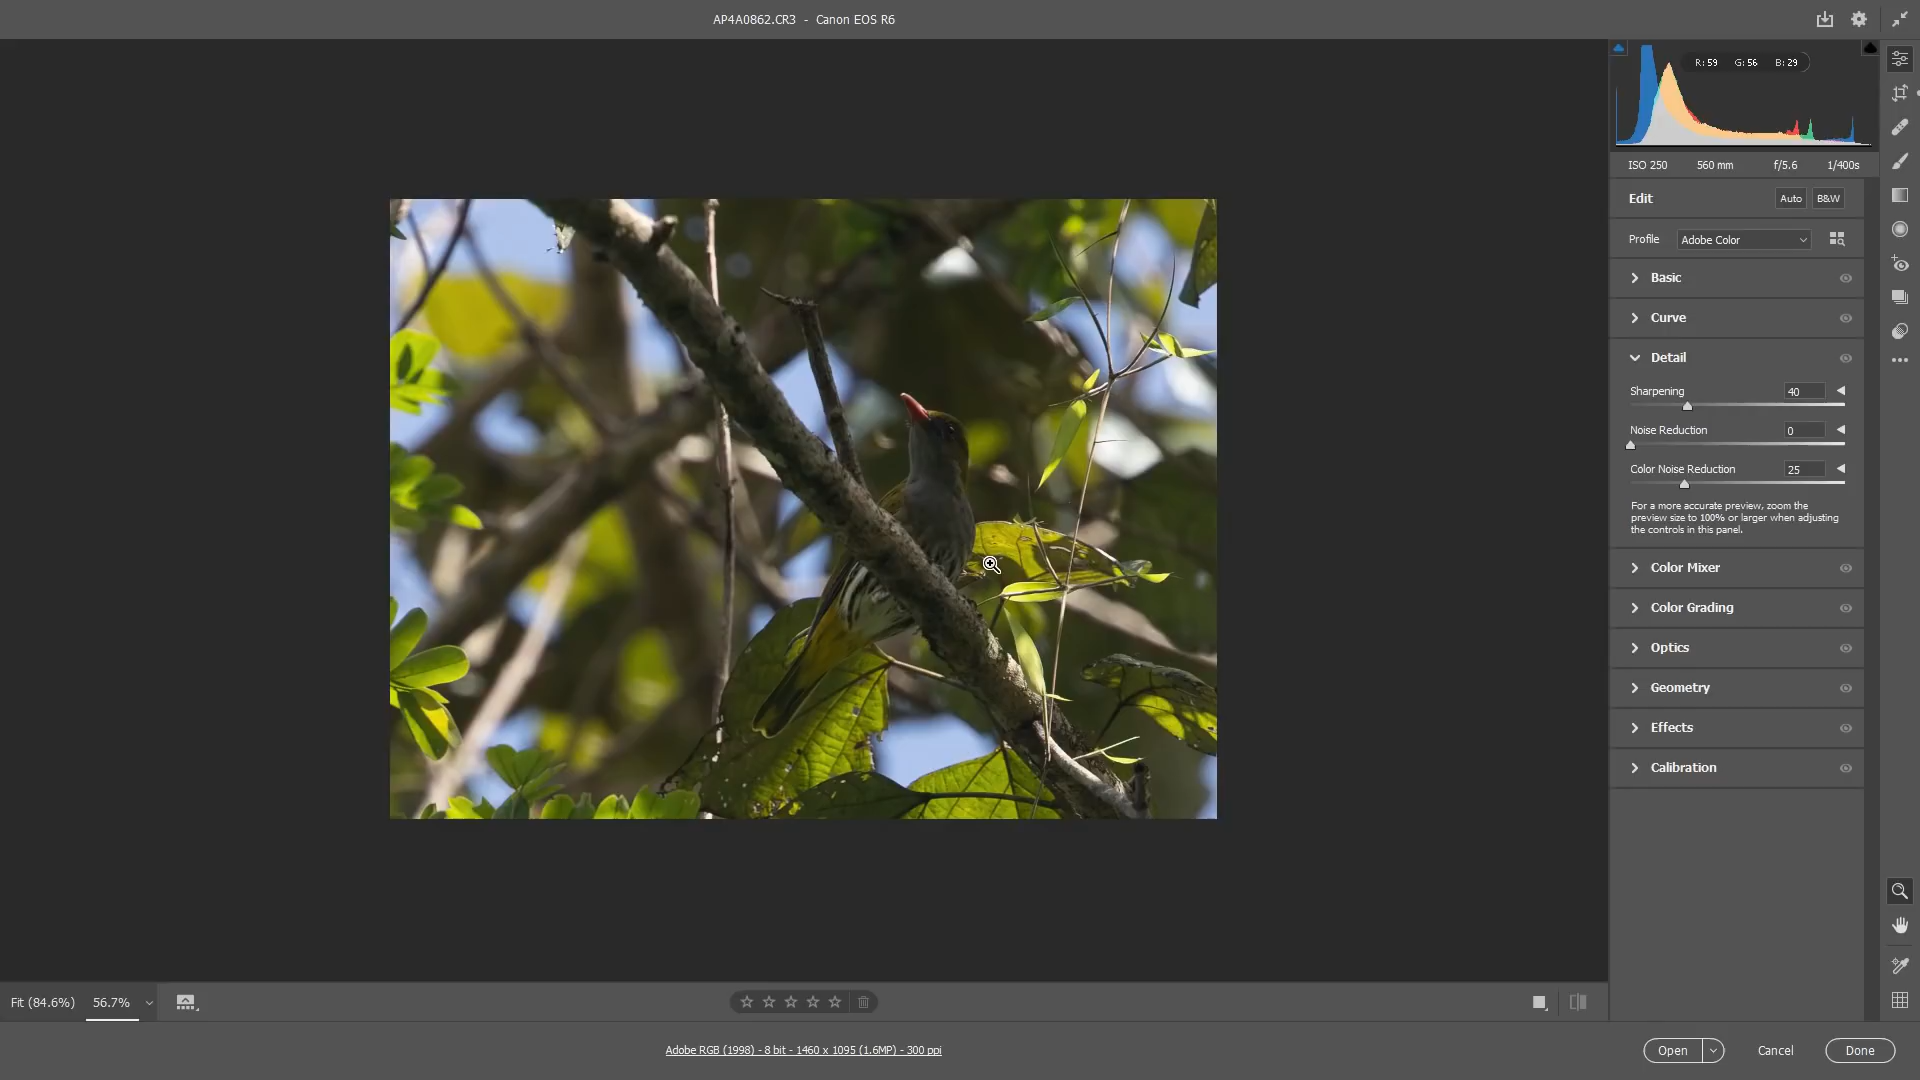 AP4A0862.CR3 - Canon EOS R6
R: 59 G: 56 B: 29
ISO 250 560 mm f/5.6 1/400s
Edit Auto B&W
Profile Adobe Color
Basic
Curve
Detail
Sharpening 40
Noise Reduction 0
Color Noise Reduction 25
For a more accurate preview, zoom the
preview size to 100% or larger when adjusting
the controls in this panel.
Color Mixer
Color Grading
Optics
Geometry
Effects
Calibration
Fit (84.6%) 56.7%
Adobe RGB (1998) - 8 bit - 1460 x 1095 (1.6MP) - 300 ppi
Open Cancel Done